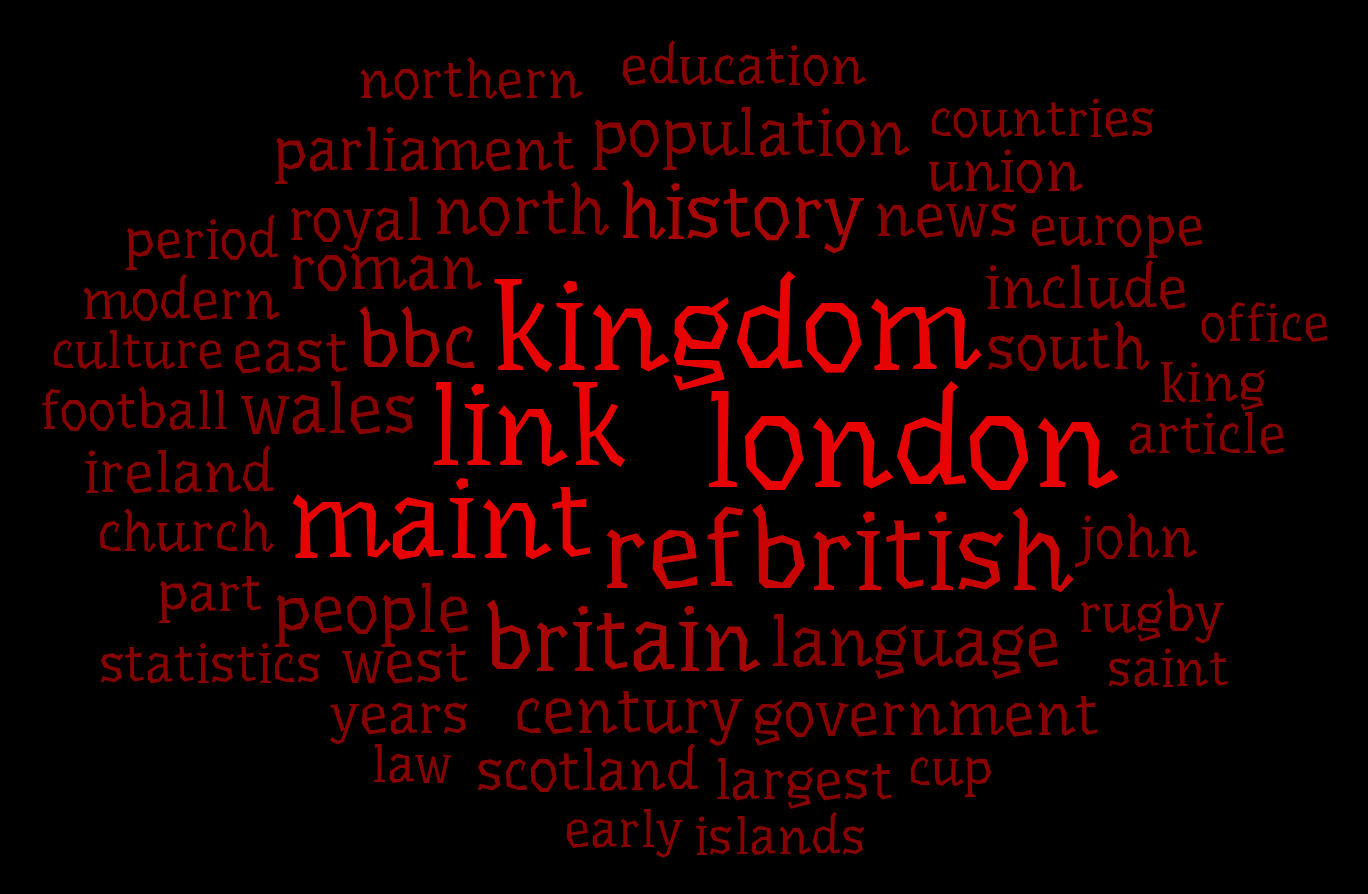 northern education
parliament population countries
union
period royal north history news europe
modern roman kingdom include office
culture east bbc south king
football wales link london article
ireland
church maint ref british john
part people britain language rugby
statistics west saint
years century government
law scotland largest cup
early islands